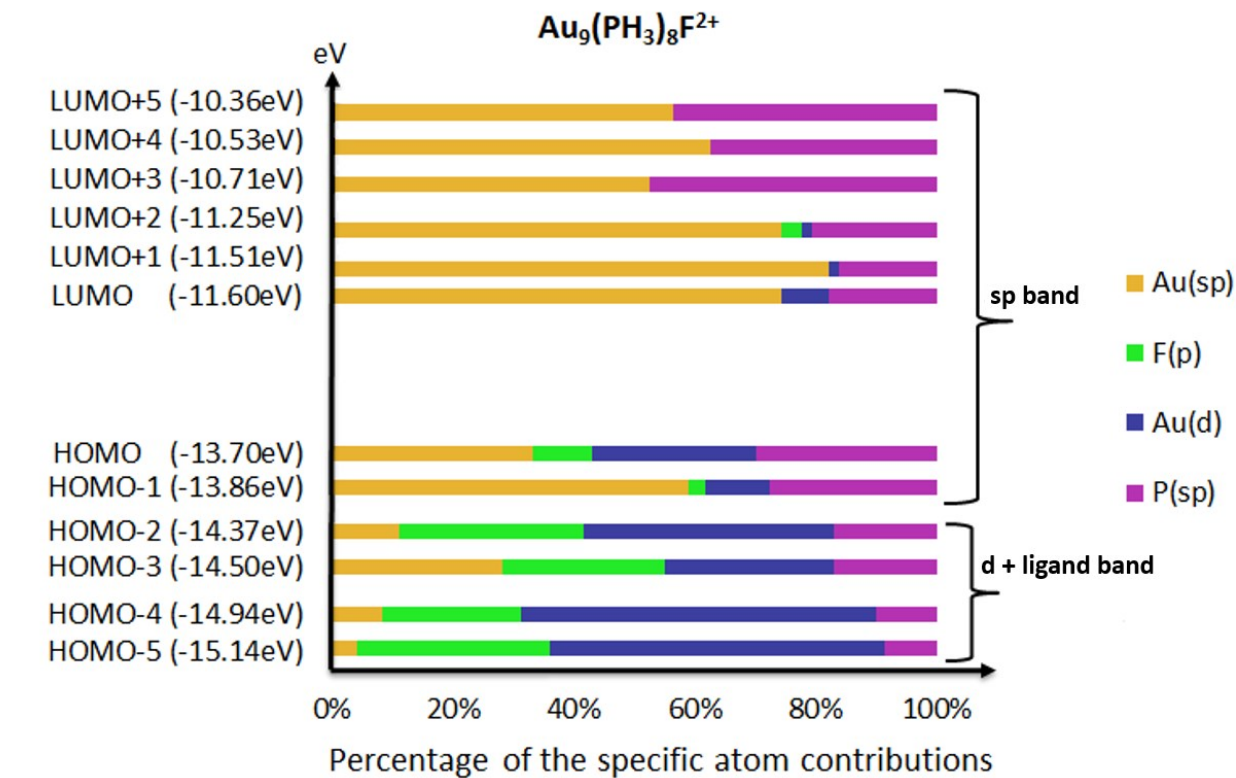 Au₉(PH₃)₈F²⁺
eV
LUMO+5 (-10.36eV)
LUMO+4 (-10.53eV)
LUMO+3 (-10.71eV)
LUMO+2 (-11.25eV)
LUMO+1 (-11.51eV)
LUMO (-11.60eV)
HOMO (-13.70eV)
HOMO-1 (-13.86eV)
HOMO-2 (-14.37eV)
HOMO-3 (-14.50eV)
HOMO-4 (-14.94eV)
HOMO-5 (-15.14eV)
sp band
d + ligand band
Au(sp)
F(p)
Au(d)
P(sp)
0% 20% 40% 60% 80% 100%
Percentage of the specific atom contributions